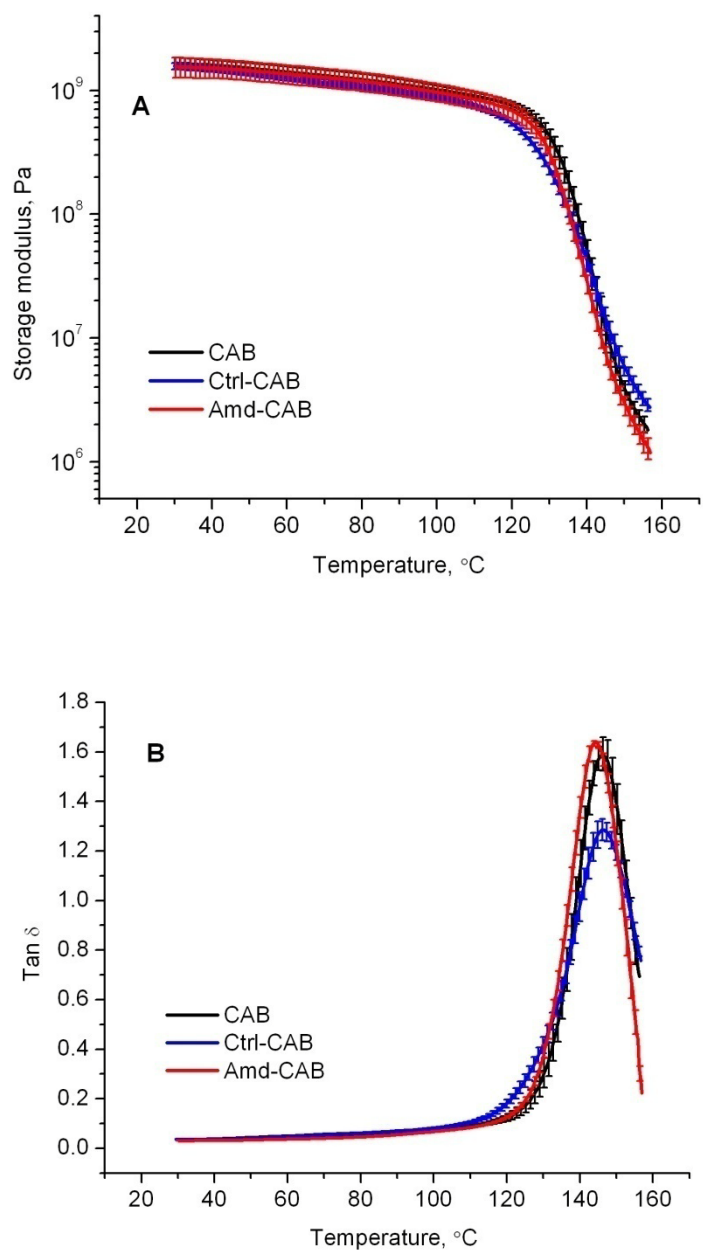 A
Storage modulus, Pa
10⁹
10⁸
10⁷
10⁶
CAB
Ctrl-CAB
Amd-CAB
20 40 60 80 100 120 140 160
Temperature, °C
B
Tan δ
1.8
1.6
1.4
1.2
1.0
0.8
0.6
0.4
0.2
0.0
CAB
Ctrl-CAB
Amd-CAB
20 40 60 80 100 120 140 160
Temperature, °C